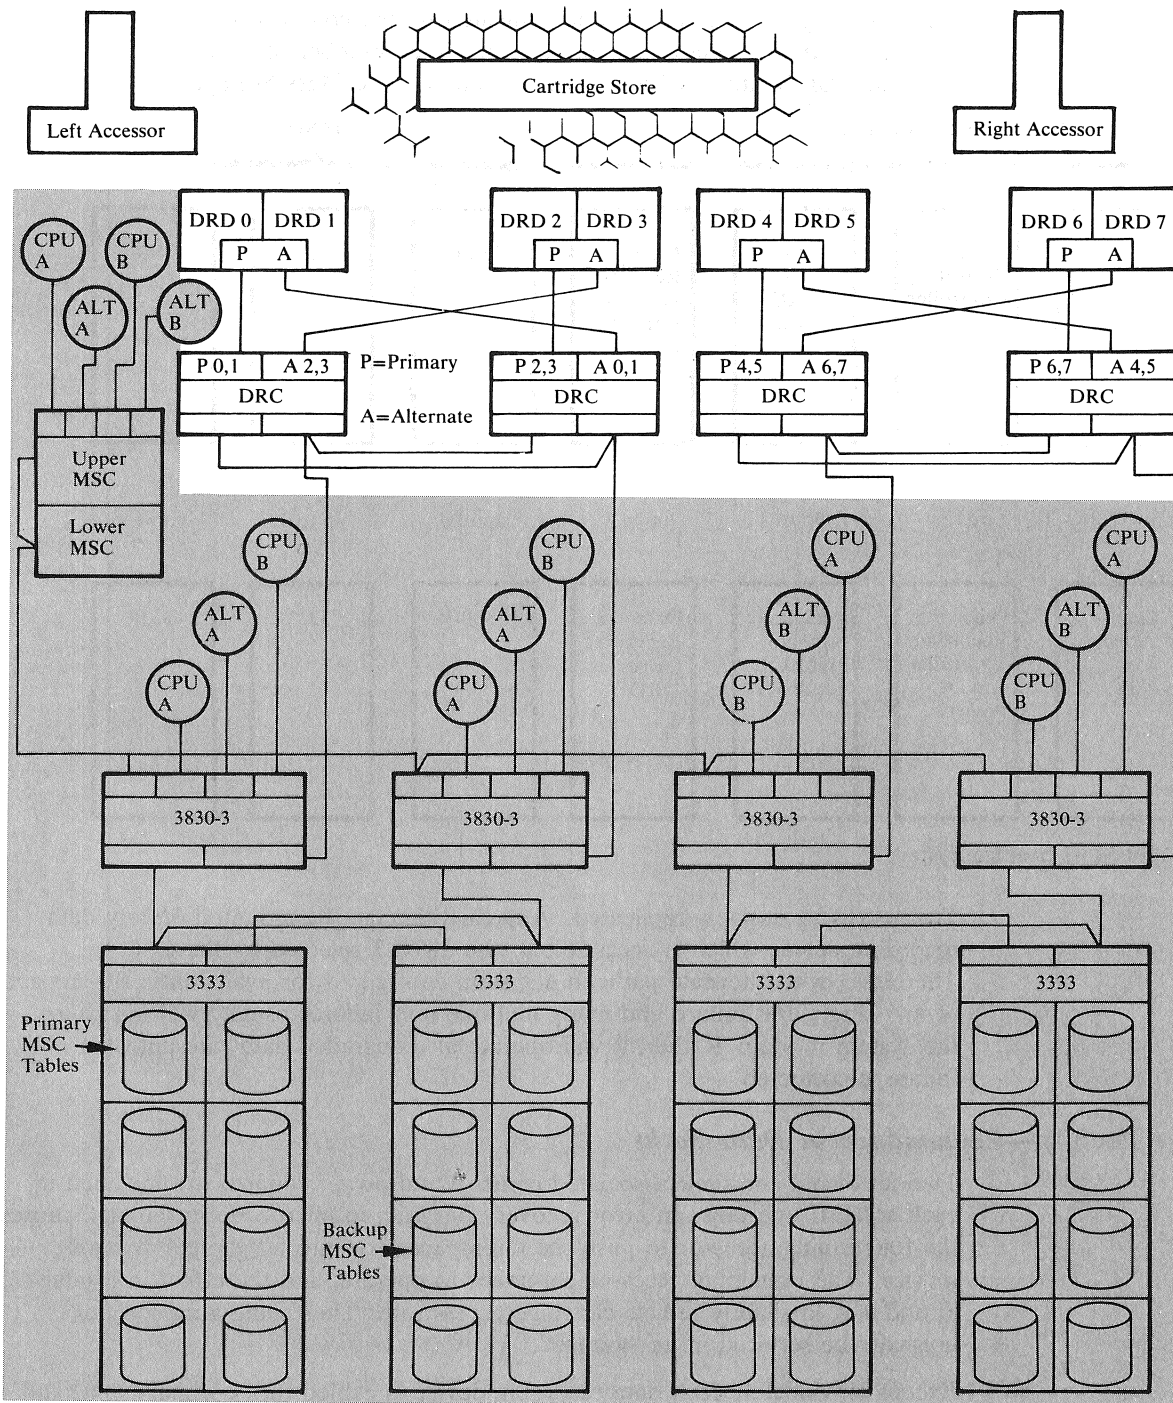 Cartridge Store
Left Accessor
Right Accessor
DRD 0 DRD 1
P A
DRD 2 DRD 3
P A
DRD 4 DRD 5
P A
DRD 6 DRD 7
P A
CPU
A
CPU
B
ALT
A
ALT
B
P 0,1 A 2,3
DRC
P=Primary
A=Alternate
P 2,3 A 0,1
DRC
P 4,5 A 6,7
DRC
P 6,7 A 4,5
DRC
Upper
MSC
Lower
MSC
CPU
B
ALT
A
CPU
A
CPU
B
ALT
A
CPU
A
CPU
A
ALT
B
CPU
B
CPU
A
ALT
B
CPU
B
3830-3
3830-3
3830-3
3830-3
3333
3333
3333
3333
Primary
MSC
Tables
Backup
MSC
Tables